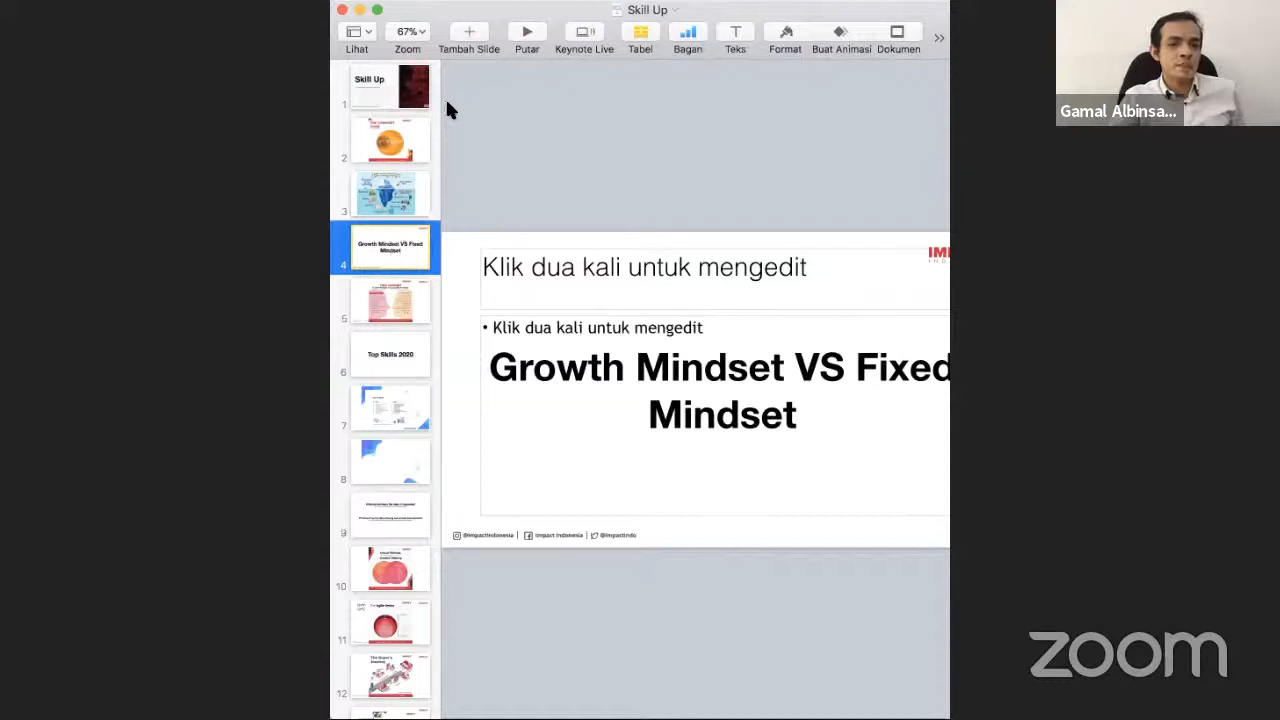 Skill Up
67%
Lihat
Zoom
Tambah Slide
Putar
Keynote Live
Tabel
Bagan
Teks
Format
Buat Animasi
Dokumen
Gamal Albinsa...
1
Skill Up
2
3
4
Growth Mindset VS Fixed
Mindset
5
6
Top Skills 2020
7
8
9
10
11
12
Klik dua kali untuk mengedit
• Klik dua kali untuk mengedit
Growth Mindset VS Fixed
Mindset
@impactindonesia | Impact Indonesia | @impactindo
zoom